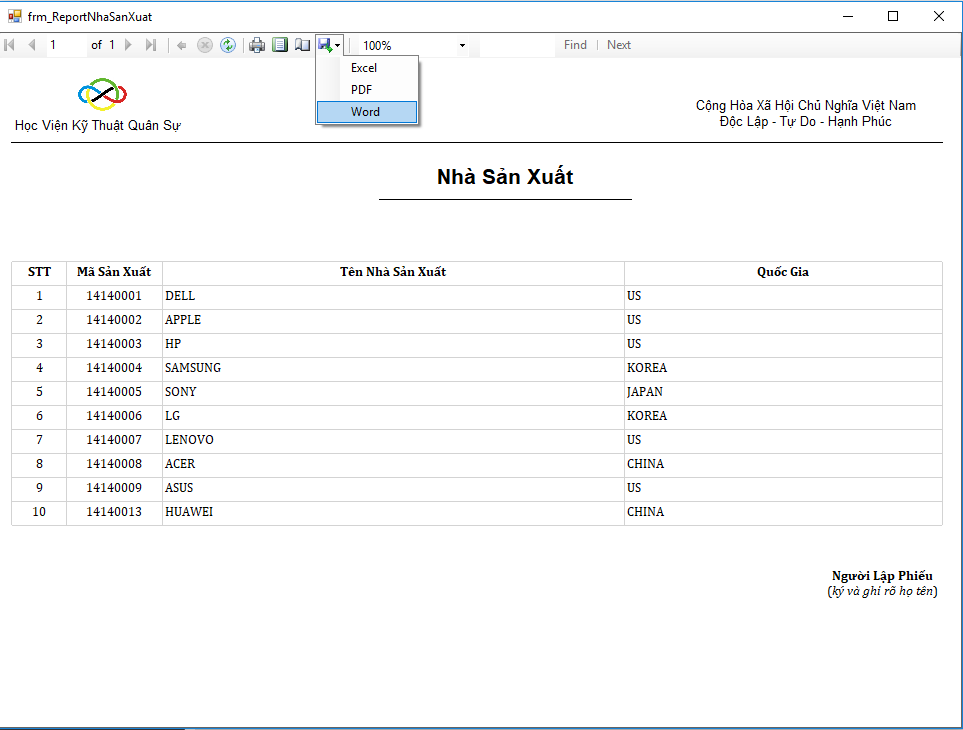 frm_ReportNhaSanXuat
1 of 1 100% Find Next
Excel
PDF
Word
Học Viện Kỹ Thuật Quân Sự
Cộng Hòa Xã Hội Chủ Nghĩa Việt Nam
Độc Lập - Tự Do - Hạnh Phúc
Nhà Sản Xuất
STT Mã Sản Xuất Tên Nhà Sản Xuất Quốc Gia
1 14140001 DELL US
2 14140002 APPLE US
3 14140003 HP US
4 14140004 SAMSUNG KOREA
5 14140005 SONY JAPAN
6 14140006 LG KOREA
7 14140007 LENOVO US
8 14140008 ACER CHINA
9 14140009 ASUS US
10 14140013 HUAWEI CHINA
Người Lập Phiếu
(ký và ghi rõ họ tên)